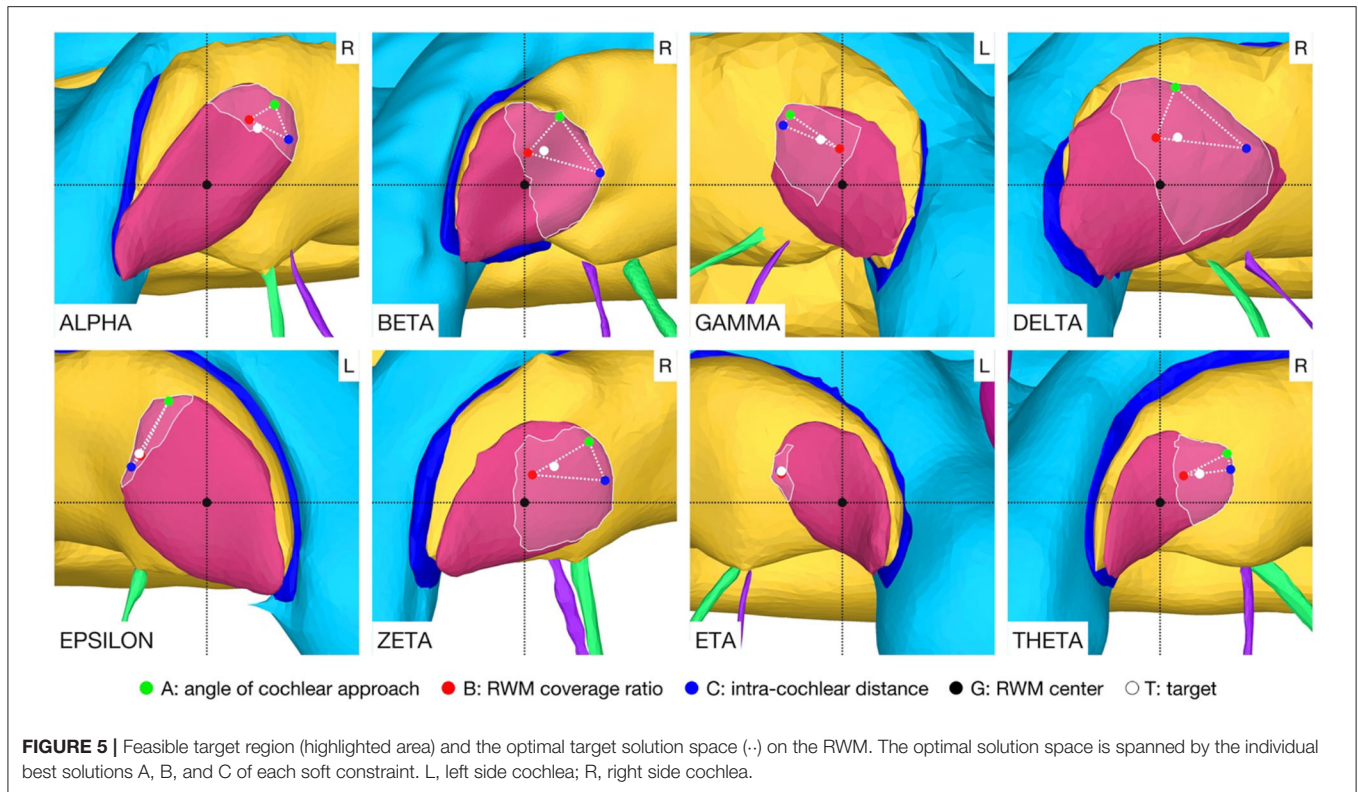 R R L R
ALPHA BETA GAMMA DELTA
L R L R
EPSILON ZETA ETA THETA
A: angle of cochlear approach B: RWM coverage ratio C: intra-cochlear distance G: RWM center T: target
FIGURE 5 | Feasible target region (highlighted area) and the optimal target solution space (··) on the RWM. The optimal solution space is spanned by the individual
best solutions A, B, and C of each soft constraint. L, left side cochlea; R, right side cochlea.